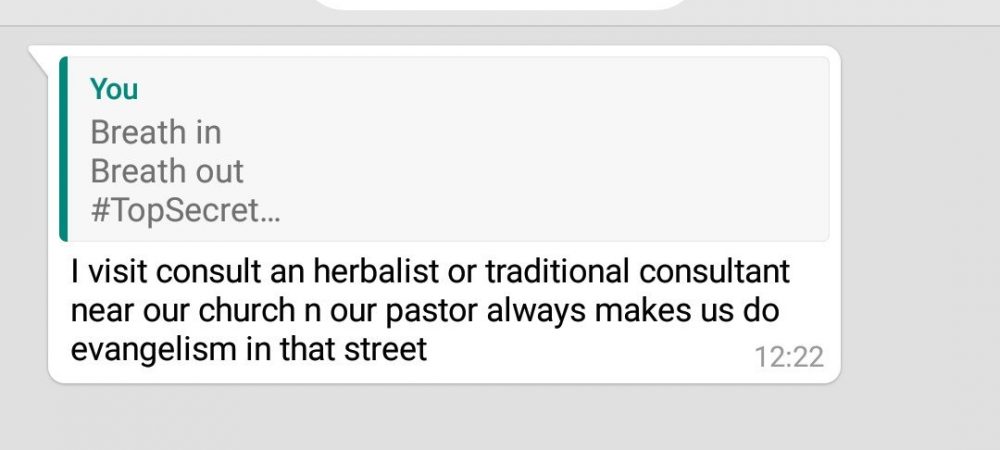 You
Breath in
Breath out
#TopSecret...
I visit consult an herbalist or traditional consultant
near our church n our pastor always makes us do
evangelism in that street
12:22